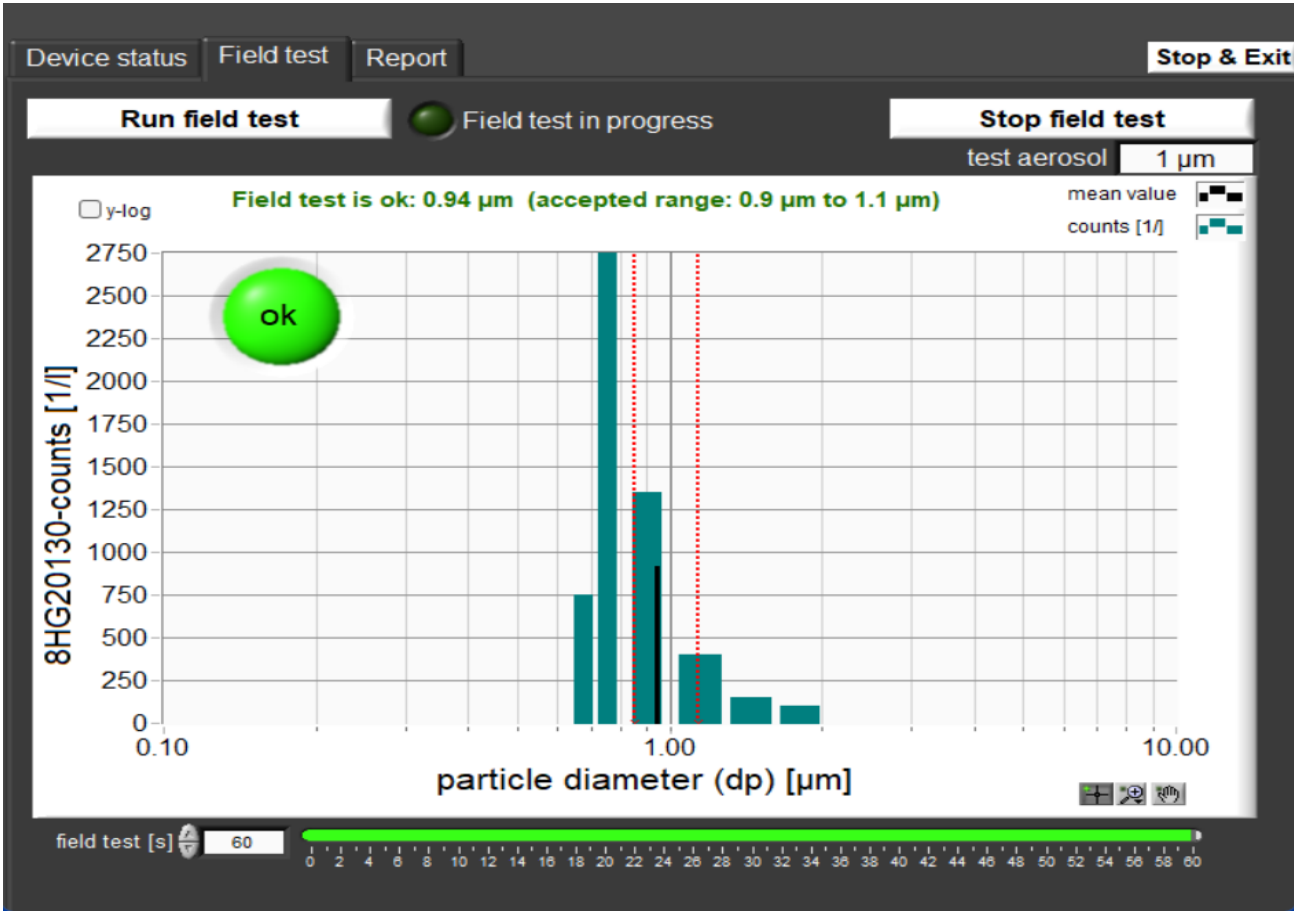 Device status Field test Report Stop & Exit
Run field test Field test in progress Stop field test
test aerosol 1 µm
Field test is ok: 0.94 µm (accepted range: 0.9 µm to 1.1 µm)
mean value
y-log
counts [1/l]
ok
8HG20130-counts [1/l]
2750
2500
2250
2000
1750
1500
1250
1000
750
500
250
0
0.10 1.00 10.00
particle diameter (dp) [µm]
field test [s] 60
0 2 4 6 8 10 12 14 16 18 20 22 24 26 28 30 32 34 36 38 40 42 44 46 48 50 52 54 56 58 60